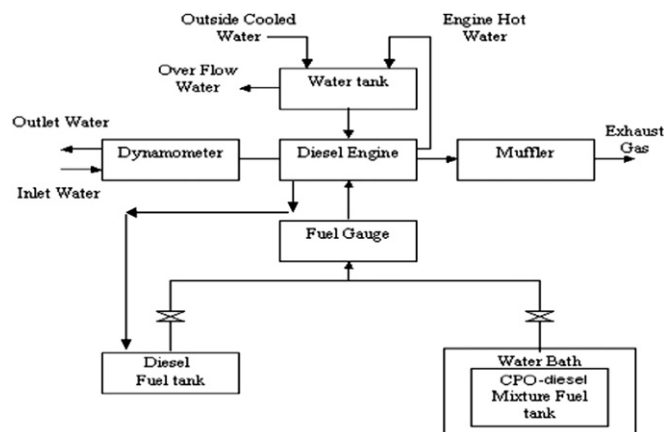 Outside Cooled
Water
Engine Hot
Water
Over Flow
Water
Water tank
Outlet Water
Dynamometer
Diesel Engine
Muffler
Exhaust
Gas
Inlet Water
Fuel Gauge
Diesel
Fuel tank
Water Bath
CPO-diesel
Mixture Fuel
tank